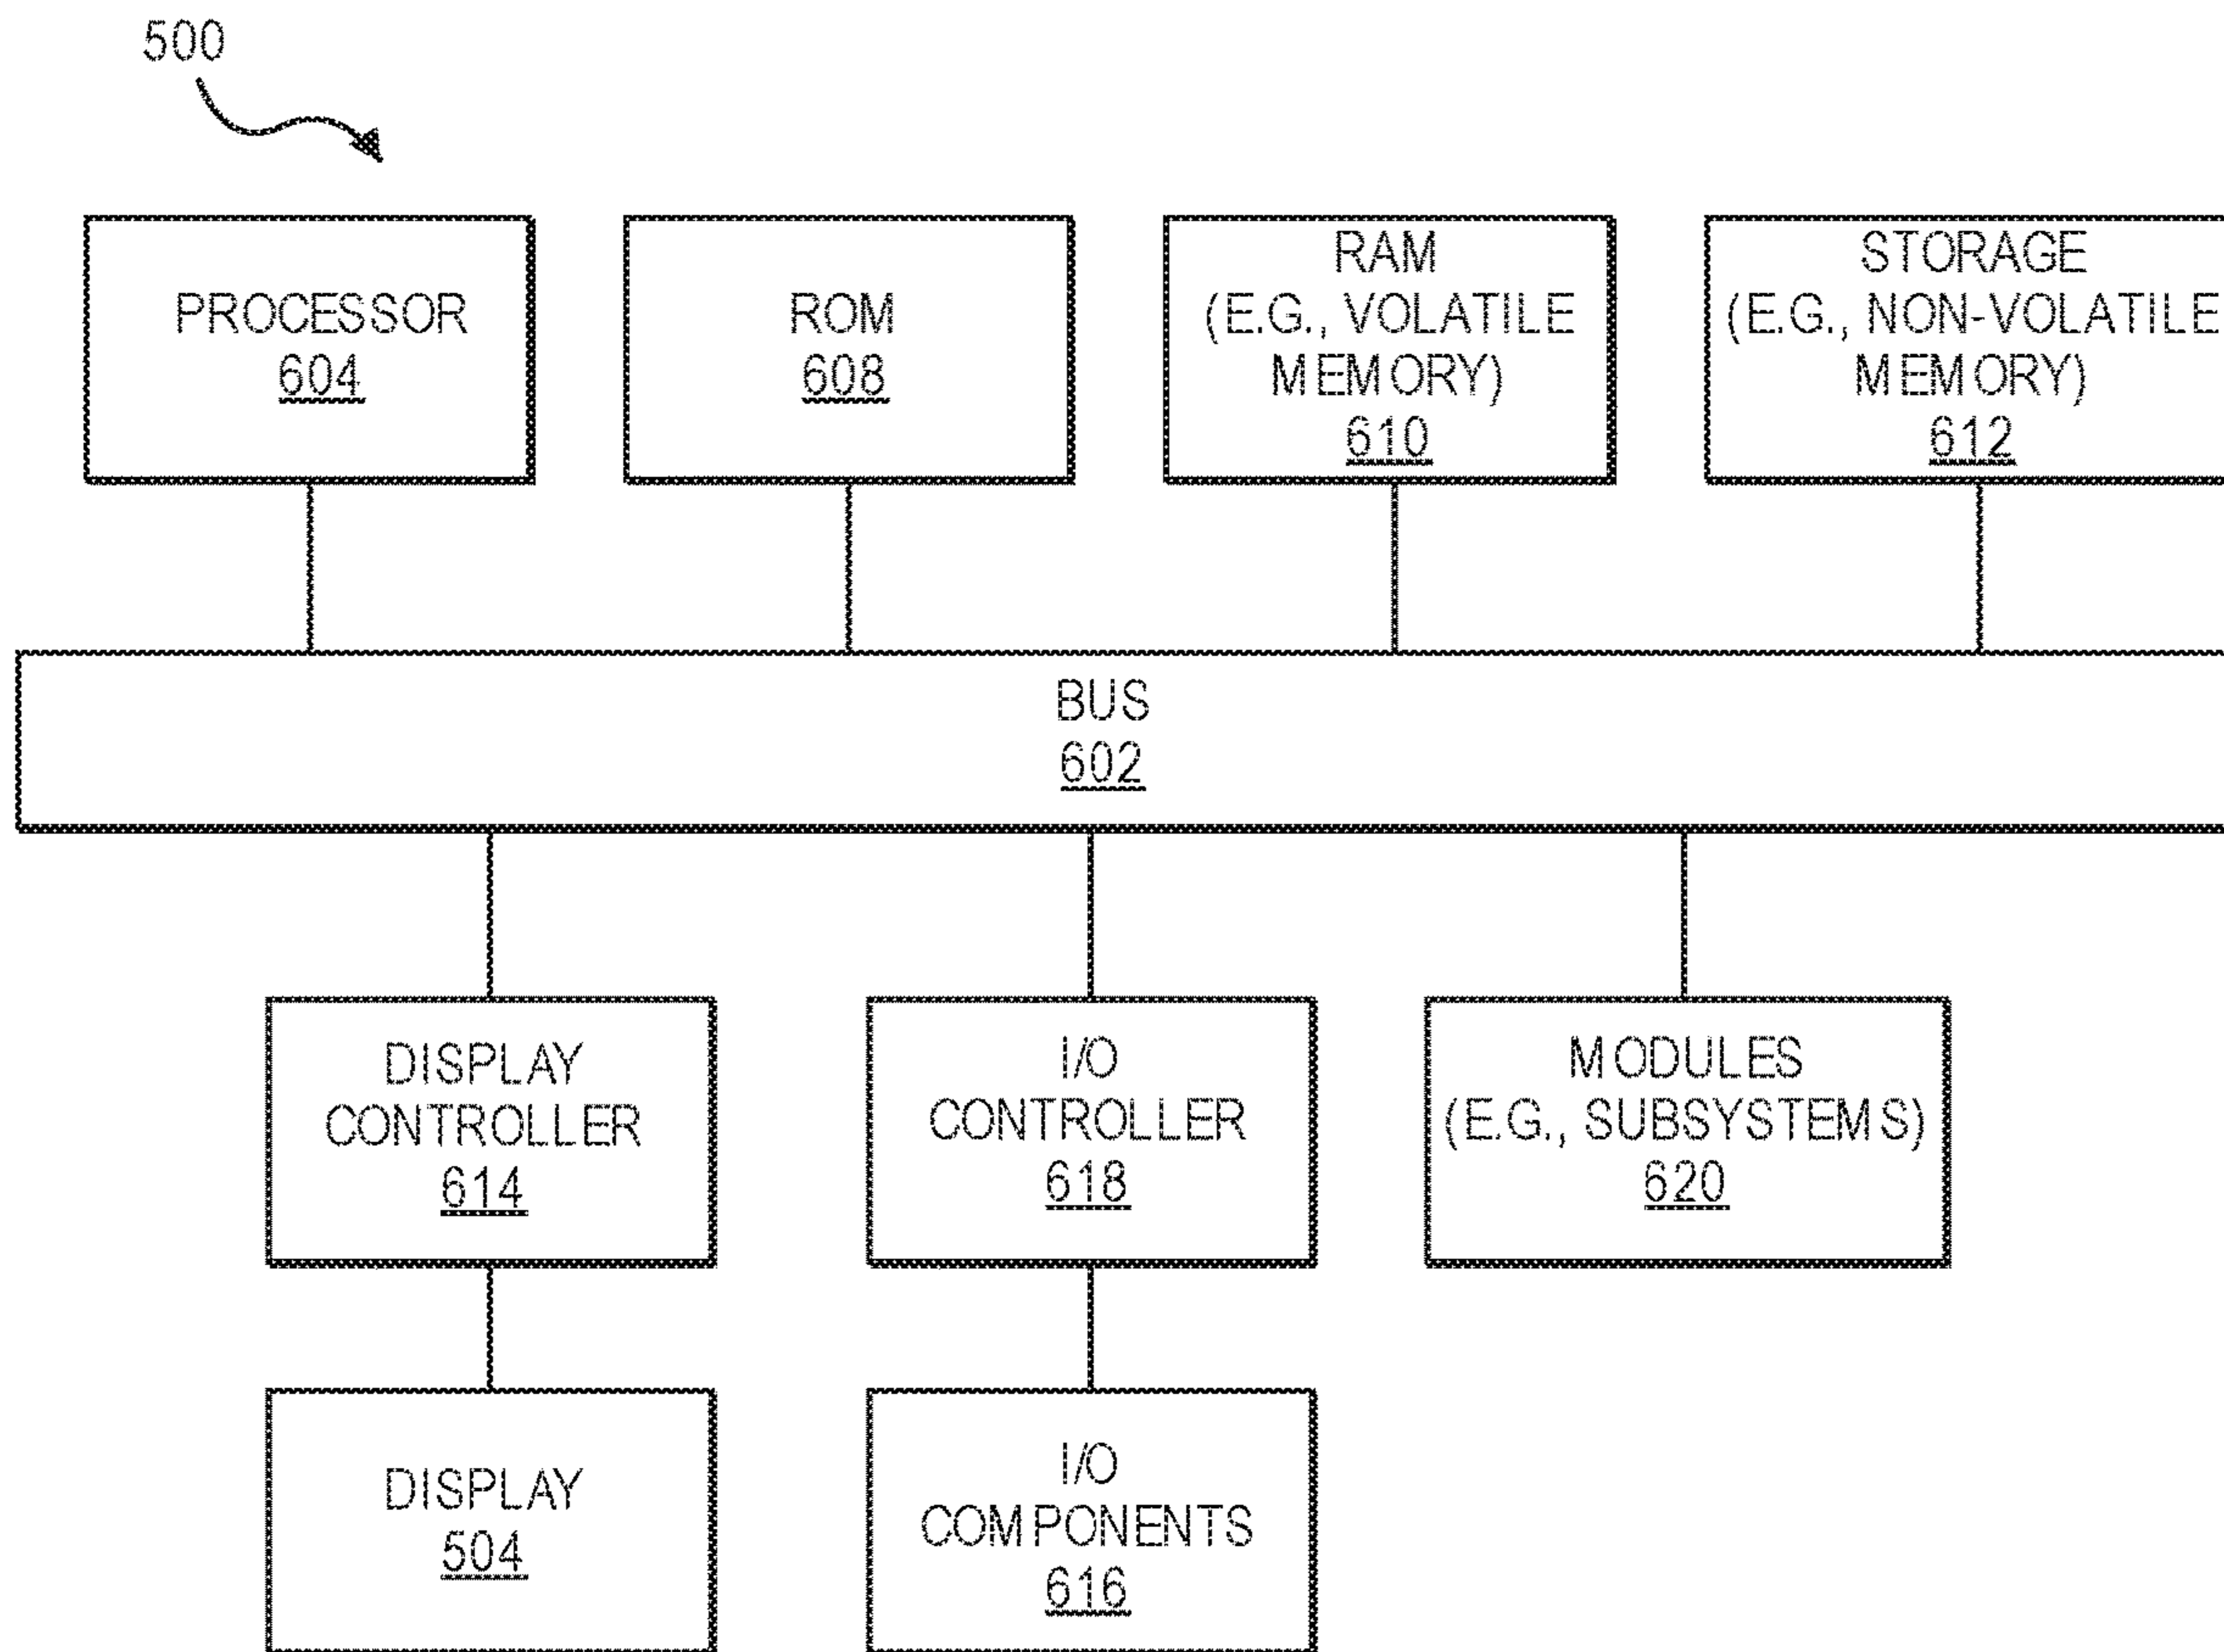 500
PROCESSOR
604
ROM
608
RAM
(E.G., VOLATILE
MEMORY)
610
STORAGE
(E.G., NON-VOLATILE
MEMORY)
612
BUS
602
DISPLAY
CONTROLLER
614
I/O
CONTROLLER
618
MODULES
(E.G., SUBSYSTEMS)
620
DISPLAY
504
I/O
COMPONENTS
616